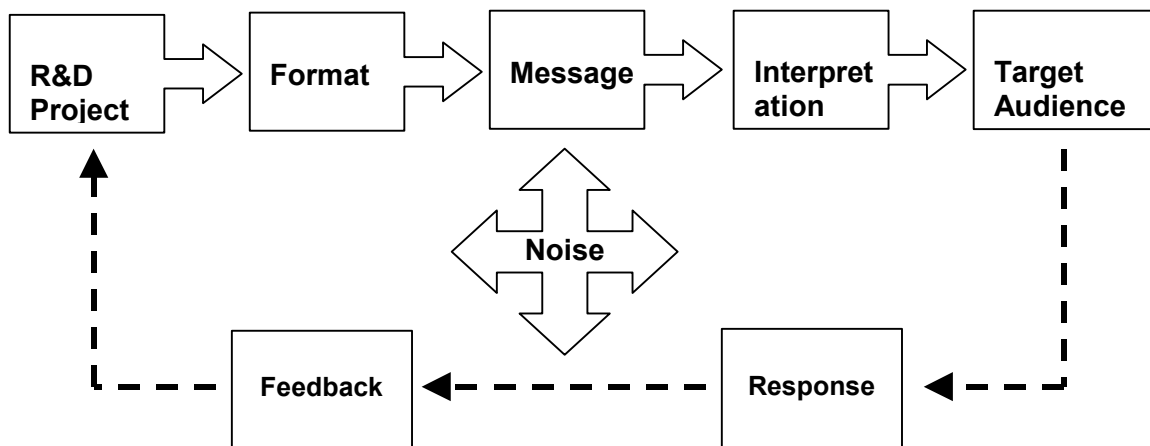 R&D
Project
Format
Message
Interpret
ation
Target
Audience
Noise
Feedback
Response